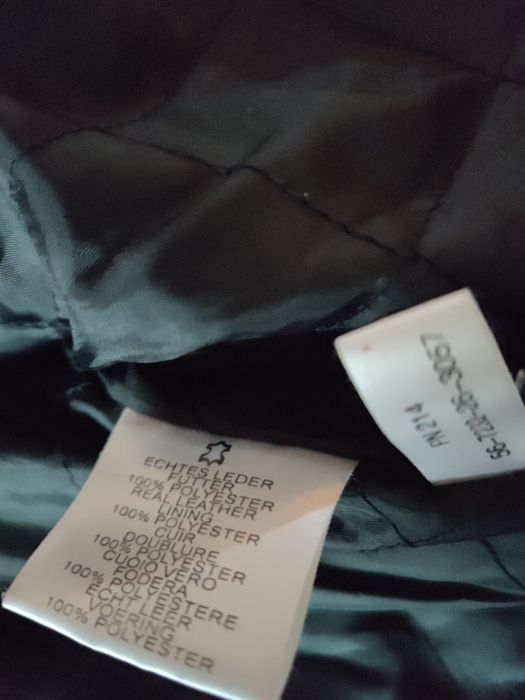 ECHTES LEDER
FUTTER
100% POLYESTER
REAL LEATHER
LINING
100% POLYESTER
CUIR
DOUBLURE
100% POLYESTER
CUOIO VERO
FODERA
100% POLYESTERE
ECHT LEER
VOERING
100% POLYESTER
PN 214